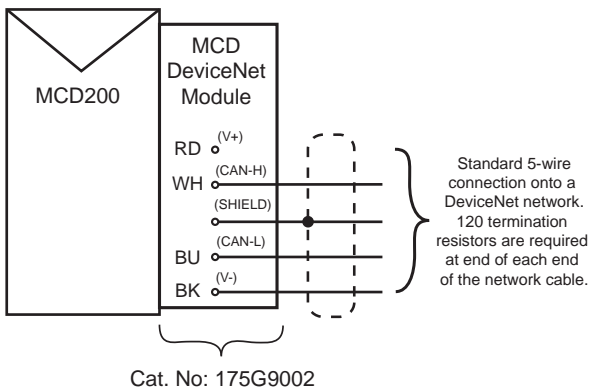 MCD200
MCD
DeviceNet
Module
RD (V+)
WH (CAN-H)
(SHIELD)
BU (CAN-L)
BK (V-)
Standard 5-wire
connection onto a
DeviceNet network.
120 termination
resistors are required
at end of each end
of the network cable.
Cat. No: 175G9002